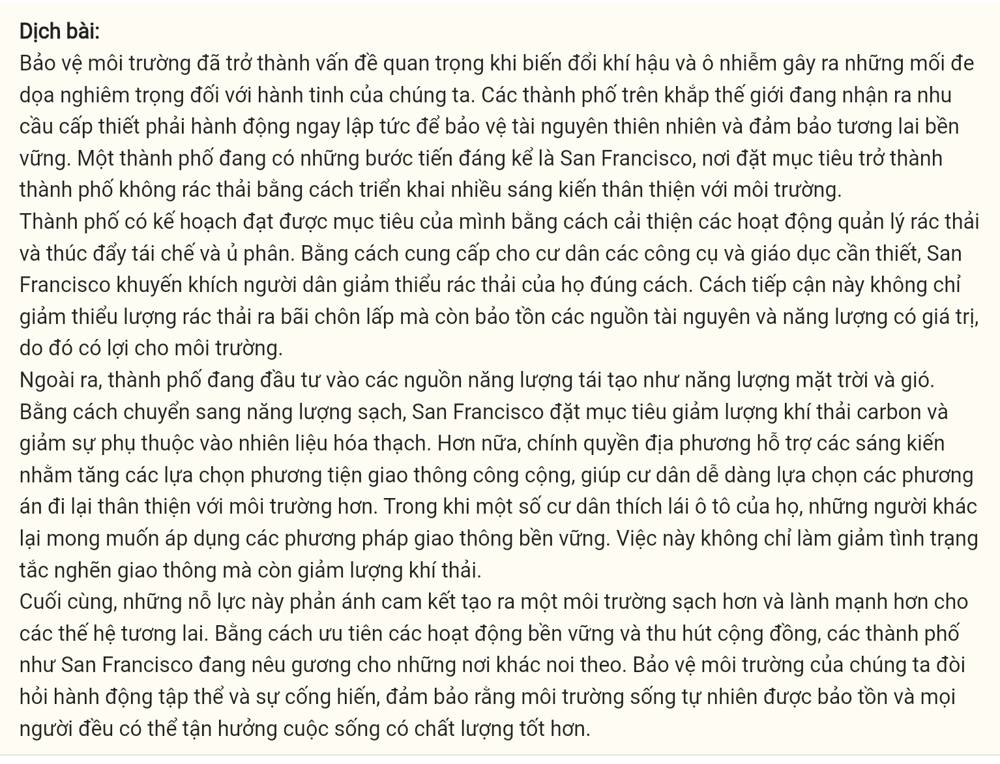 Dịch bài:
Bảo vệ môi trường đã trở thành vấn đề quan trọng khi biến đổi khí hậu và ô nhiễm gây ra những mối đe
dọa nghiêm trọng đối với hành tinh của chúng ta. Các thành phố trên khắp thế giới đang nhận ra nhu
cầu cấp thiết phải hành động ngay lập tức để bảo vệ tài nguyên thiên nhiên và đảm bảo tương lai bền
vững. Một thành phố đang có những bước tiến đáng kể là San Francisco, nơi đặt mục tiêu trở thành
thành phố không rác thải bằng cách triển khai nhiều sáng kiến thân thiện với môi trường.
Thành phố có kế hoạch đạt được mục tiêu của mình bằng cách cải thiện các hoạt động quản lý rác thải
và thúc đẩy tái chế và ủ phân. Bằng cách cung cấp cho cư dân các công cụ và giáo dục cần thiết, San
Francisco khuyến khích người dân giảm thiểu rác thải của họ đúng cách. Cách tiếp cận này không chỉ
giảm thiểu lượng rác thải ra bãi chôn lấp mà còn bảo tồn các nguồn tài nguyên và năng lượng có giá trị,
do đó có lợi cho môi trường.
Ngoài ra, thành phố đang đầu tư vào các nguồn năng lượng tái tạo như năng lượng mặt trời và gió.
Bằng cách chuyển sang năng lượng sạch, San Francisco đặt mục tiêu giảm lượng khí thải carbon và
giảm sự phụ thuộc vào nhiên liệu hóa thạch. Hơn nữa, chính quyền địa phương hỗ trợ các sáng kiến
nhằm tăng các lựa chọn phương tiện giao thông công cộng, giúp cư dân dễ dàng lựa chọn các phương
án đi lại thân thiện với môi trường hơn. Trong khi một số cư dân thích lái ô tô của họ, những người khác
lại mong muốn áp dụng các phương pháp giao thông bền vững. Việc này không chỉ làm giảm tình trạng
tắc nghẽn giao thông mà còn giảm lượng khí thải.
Cuối cùng, những nỗ lực này phản ánh cam kết tạo ra một môi trường sạch hơn và lành mạnh hơn cho
các thế hệ tương lai. Bằng cách ưu tiên các hoạt động bền vững và thu hút cộng đồng, các thành phố
như San Francisco đang nêu gương cho những nơi khác noi theo. Bảo vệ môi trường của chúng ta đòi
hỏi hành động tập thể và sự cống hiến, đảm bảo rằng môi trường sống tự nhiên được bảo tồn và mọi
người đều có thể tận hưởng cuộc sống có chất lượng tốt hơn.